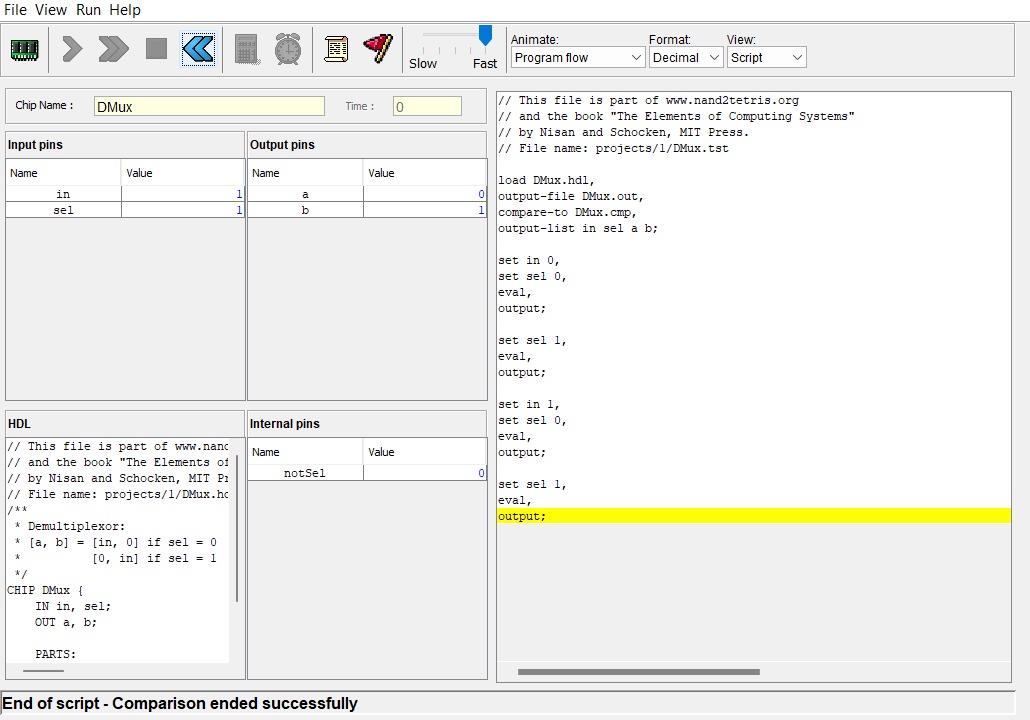 File View Run Help
Slow Fast
Animate:
Program flow
Format:
Decimal
View:
Script
Chip Name : DMux Time : 0
Input pins
Name Value
in 1
sel 1
Output pins
Name Value
a 0
b 1
HDL
// This file is part of www.nand
// and the book "The Elements of
// by Nisan and Schocken, MIT Pr
// File name: projects/1/DMux.hd
/**
* Demultiplexor:
* [a, b] = [in, 0] if sel = 0
* [0, in] if sel = 1
*/
CHIP DMux {
IN in, sel;
OUT a, b;
PARTS:
Internal pins
Name Value
notSel 0
// This file is part of www.nand2tetris.org
// and the book "The Elements of Computing Systems"
// by Nisan and Schocken, MIT Press.
// File name: projects/1/DMux.tst
load DMux.hdl,
output-file DMux.out,
compare-to DMux.cmp,
output-list in sel a b;
set in 0,
set sel 0,
eval,
output;
set sel 1,
eval,
output;
set in 1,
set sel 0,
eval,
output;
set sel 1,
eval,
output;
End of script - Comparison ended successfully